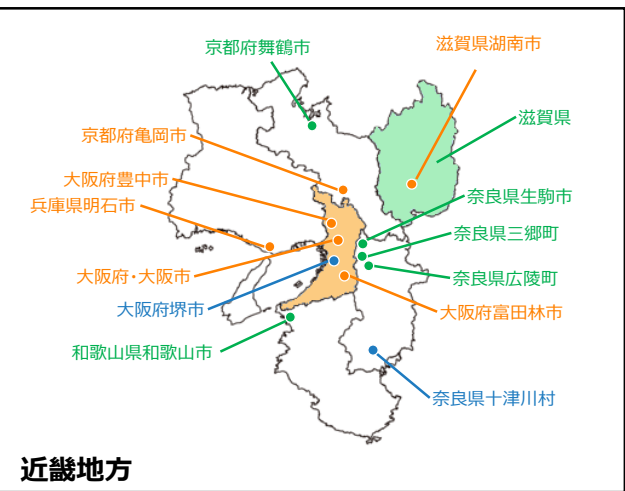 京都府舞鶴市
滋賀県湖南市
滋賀県
京都府亀岡市
大阪府豊中市
兵庫県明石市
奈良県生駒市
奈良県三郷町
大阪府・大阪市
奈良県広陵町
大阪府堺市
大阪府富田林市
和歌山県和歌山市
奈良県十津川村
近畿地方